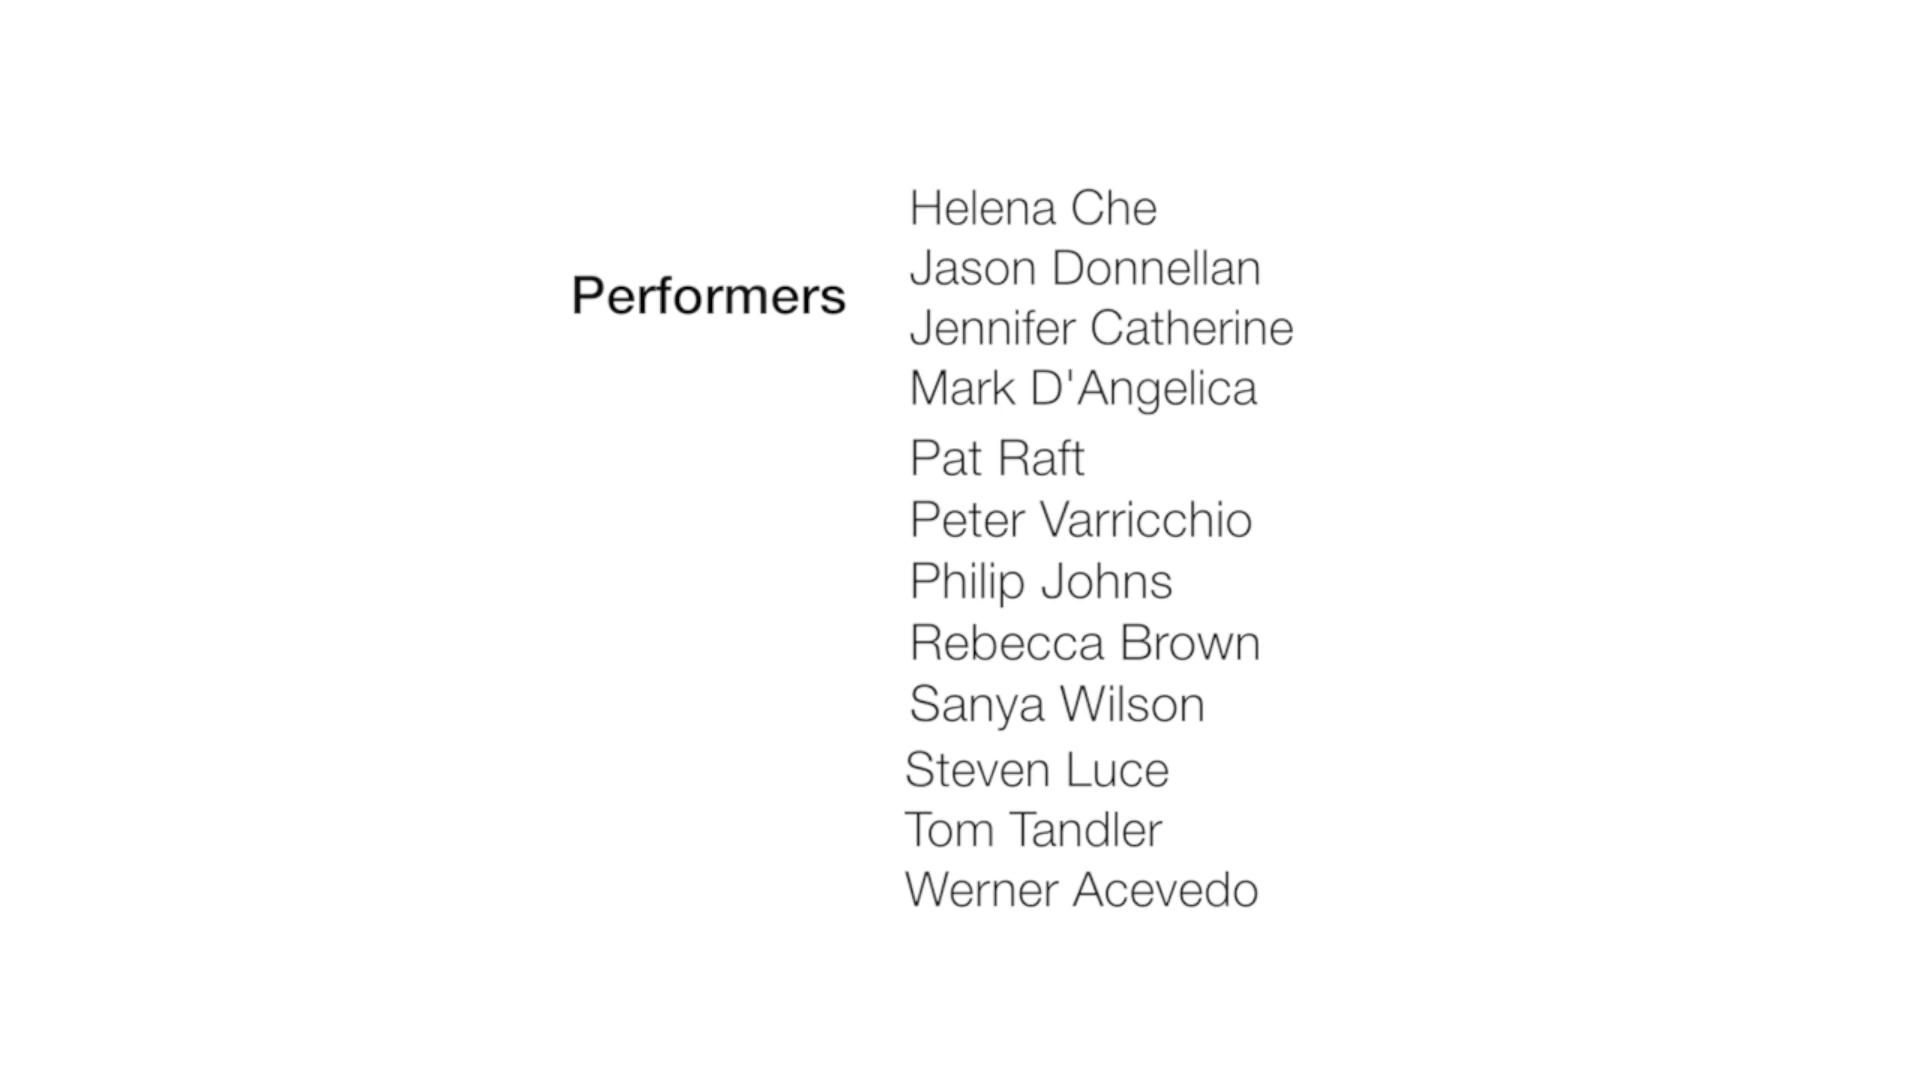 Performers
Helena Che
Jason Donnellan
Jennifer Catherine
Mark D'Angelica
Pat Raft
Peter Varricchio
Philip Johns
Rebecca Brown
Sanya Wilson
Steven Luce
Tom Tandler
Werner Acevedo